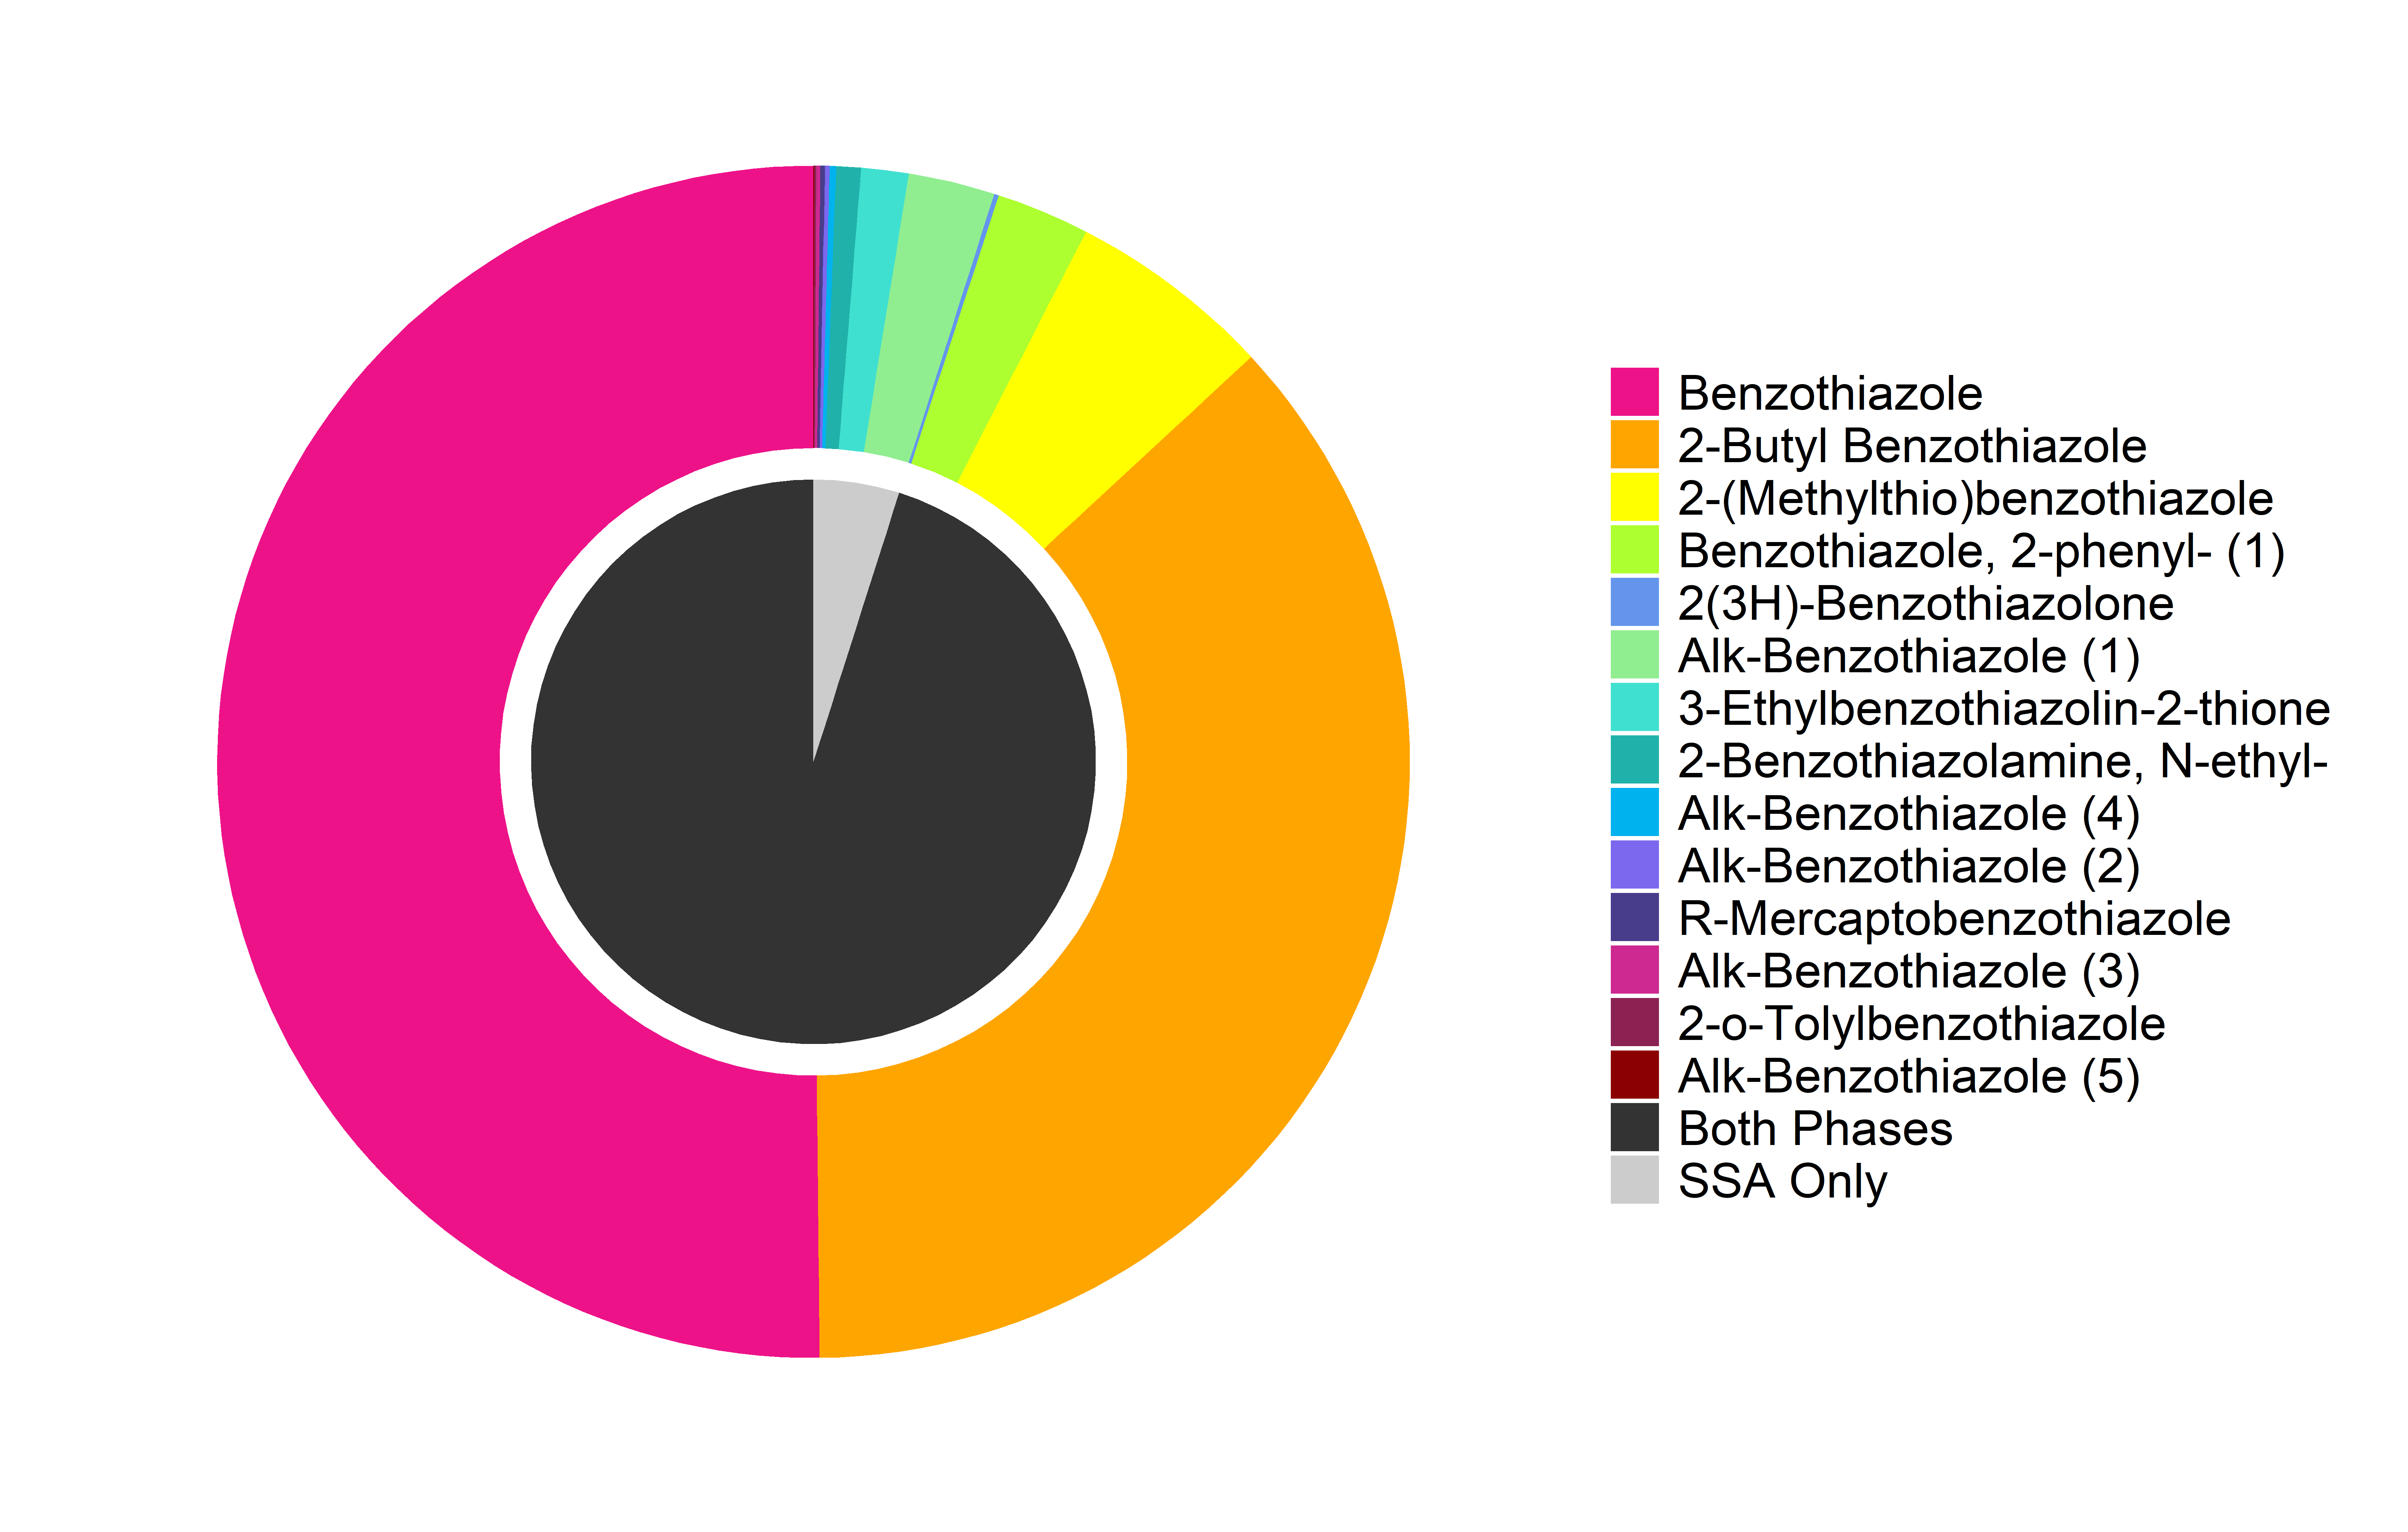 Benzothiazole
2-Butyl Benzothiazole
2-(Methylthio)benzothiazole
Benzothiazole, 2-phenyl- (1)
2(3H)-Benzothiazolone
Alk-Benzothiazole (1)
3-Ethylbenzothiazolin-2-thione
2-Benzothiazolamine, N-ethyl-
Alk-Benzothiazole (4)
Alk-Benzothiazole (2)
R-Mercaptobenzothiazole
Alk-Benzothiazole (3)
2-o-Tolylbenzothiazole
Alk-Benzothiazole (5)
Both Phases
SSA Only